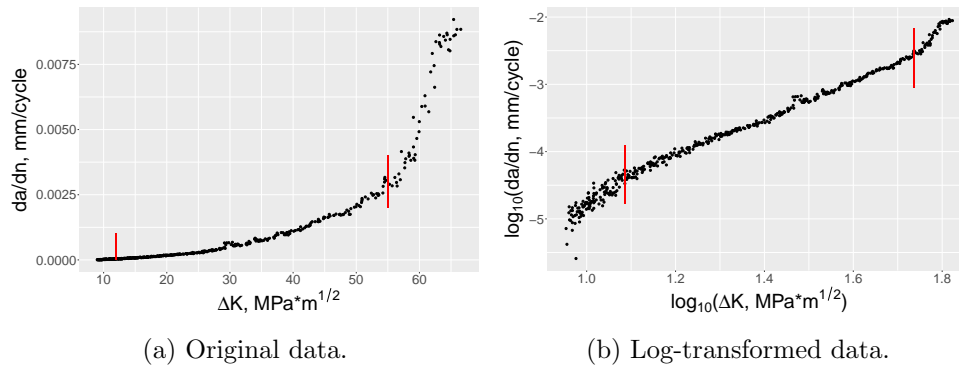 da/dn, mm/cycle
0.0075
0.0050
0.0025
0.0000
10 20 30 40 50 60
ΔK, MPa*m^1/2
(a) Original data.
log₁₀(da/dn, mm/cycle)
−2
−3
−4
−5
1.0 1.2 1.4 1.6 1.8
log₁₀(ΔK, MPa*m^1/2)
(b) Log-transformed data.